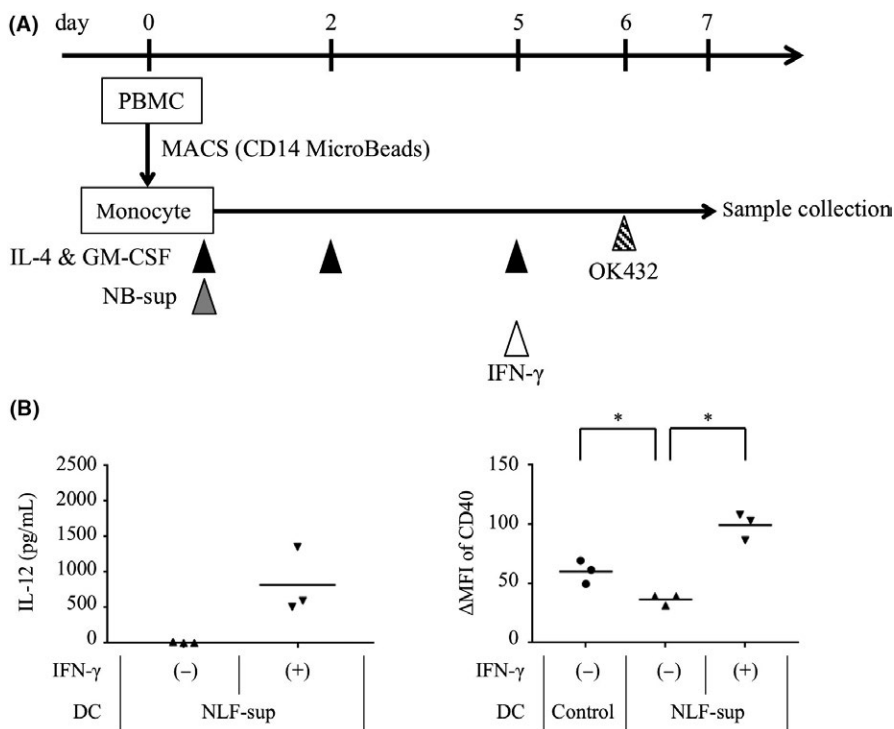 (A) day 0 2 5 6 7
PBMC
MACS (CD14 MicroBeads)
Monocyte
Sample collection
IL-4 & GM-CSF
OK432
NB-sup
IFN-γ
(B)
* *
IL-12 (pg/mL)
2500
2000
1500
1000
500
0
IFN-γ (–) (+)
DC NLF-sup
ΔMFI of CD40
150
100
50
0
IFN-γ (–) (–) (+)
DC Control NLF-sup